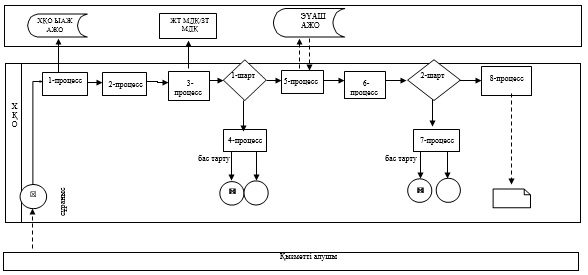 ХҚО ЫАЖ
АЖО
ЖТ МДҚ/ЗТ
МДҚ
ЭҮАШ
АЖО
ХҚО
1-процесс
2-процесс
3-
процесс
1-шарт
5-процесс
6-
процесс
2-шарт
8-процесс
4-процесс
7-процесс
бас тарту
бас тарту
сұраныс
Қызметті алушы